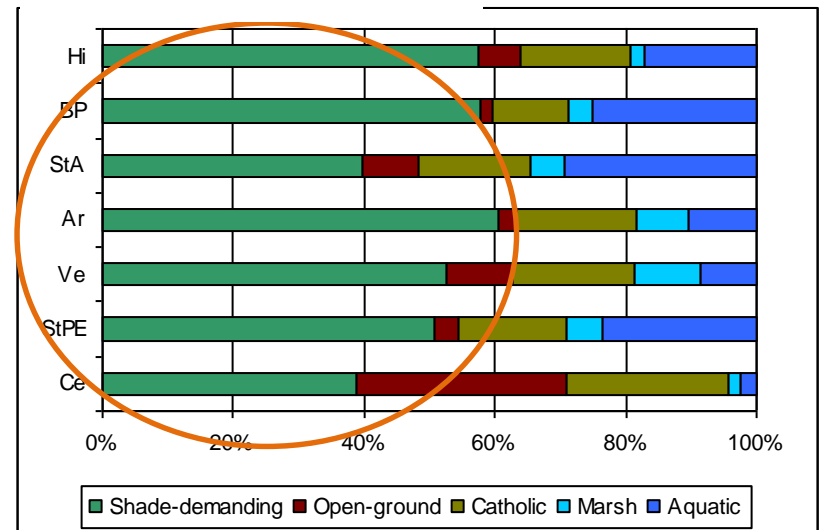 Hi
BP
StA
Ar
Ve
StPE
Ce
0% 20% 40% 60% 80% 100%
Shade-demanding Open-ground Catholic Marsh Aquatic